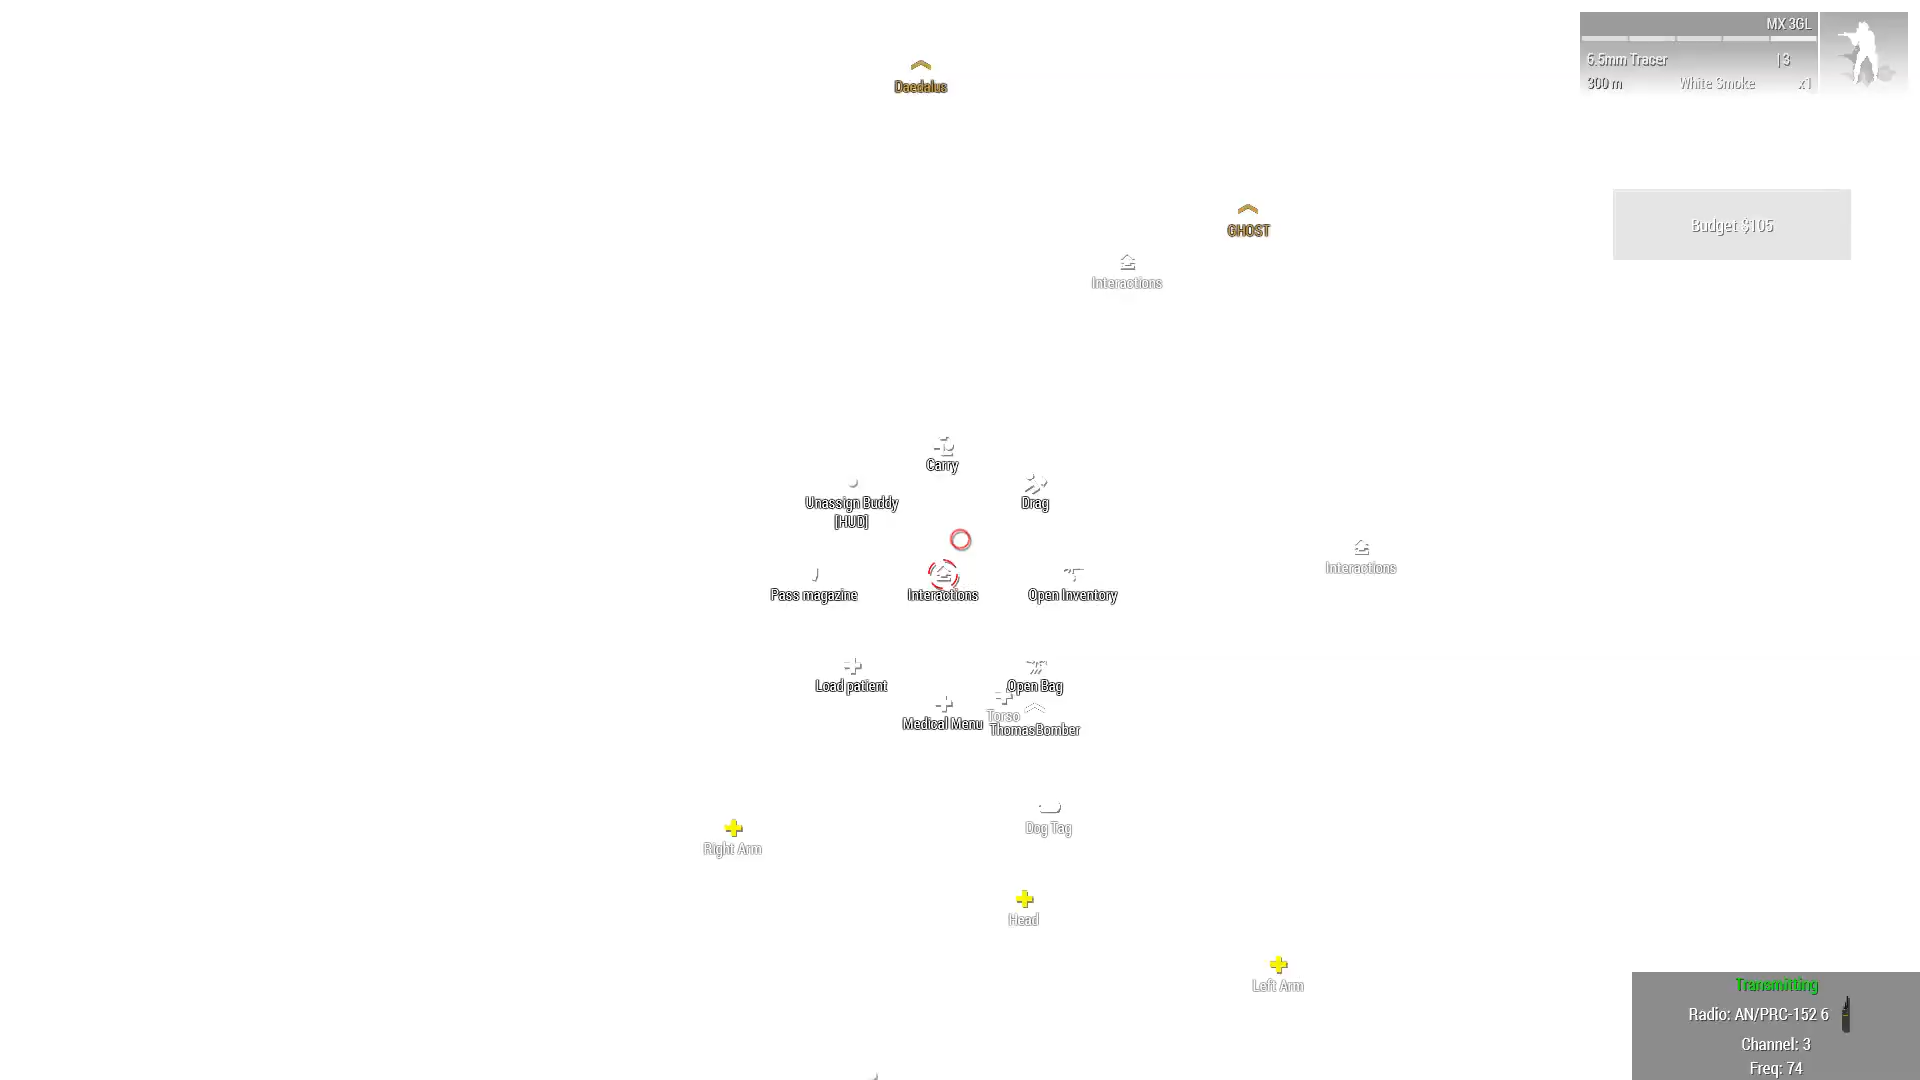 MX 3GL
6.5mm Tracer |3
300 m White Smoke x1
Daedalus
Budget $105
GHOST
Interactions
Carry
Unassign Buddy
[HUD]
Drag
Interactions
Pass magazine
Interactions
Open Inventory
Load patient
Open Bag
Torso
Medical Menu
ThomasBomber
Dog Tag
Right Arm
Head
Left Arm
Transmitting
Radio: AN/PRC-152 6
Channel: 3
Freq: 74